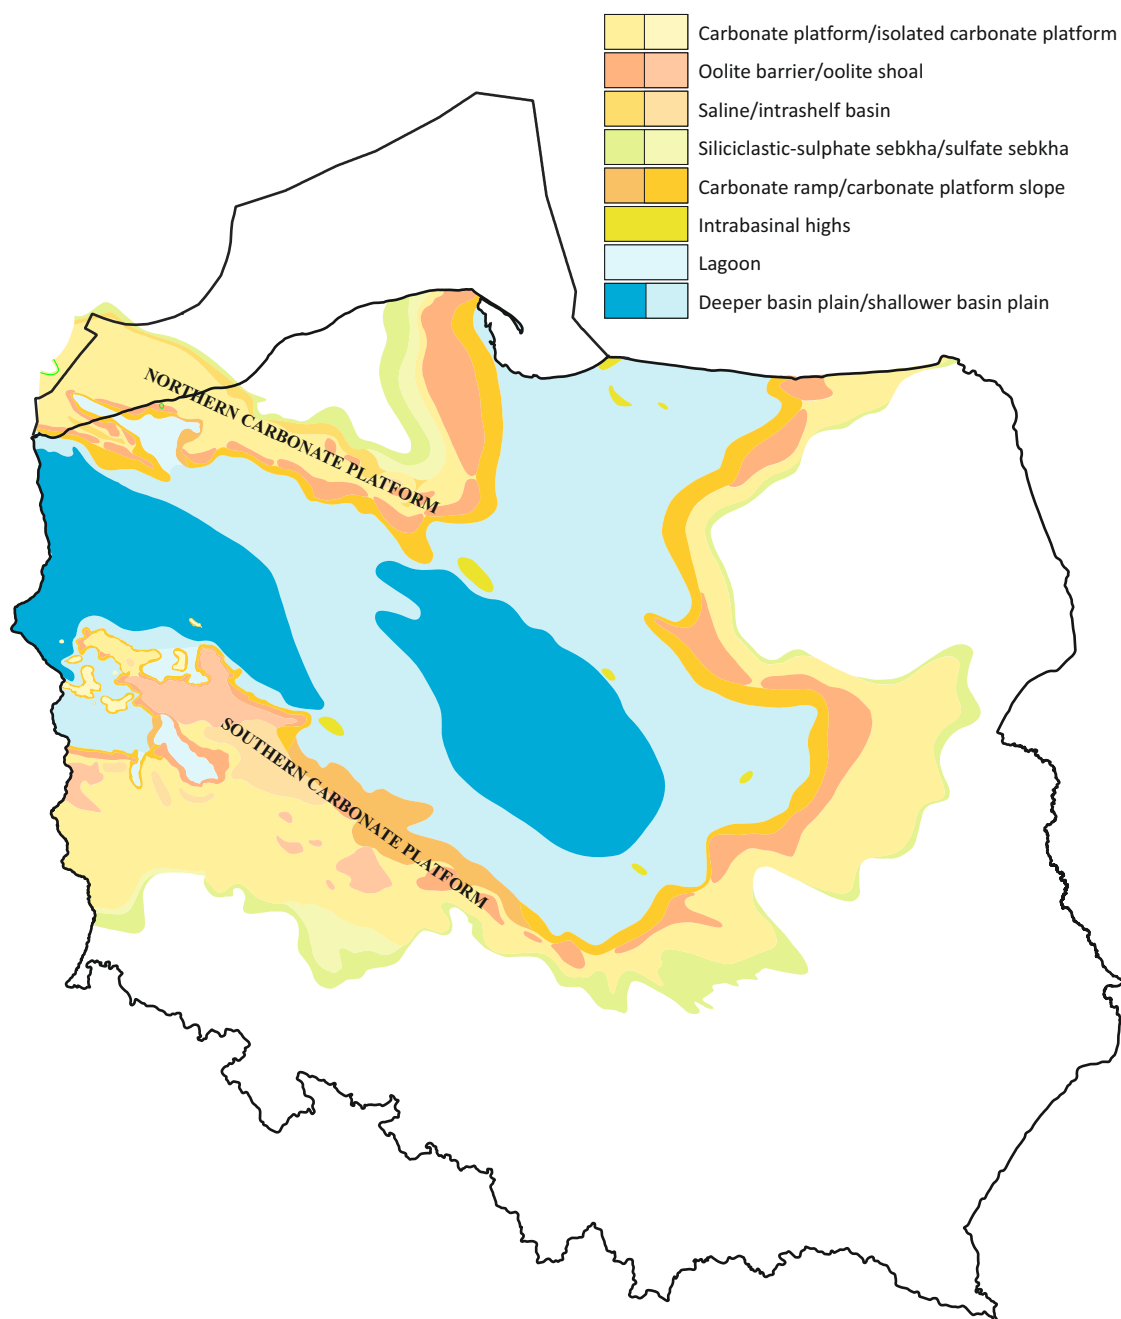 Carbonate platform/isolated carbonate platform
Oolite barrier/oolite shoal
Saline/intrashelf basin
Siliciclastic-sulphate sebkha/sulfate sebkha
Carbonate ramp/carbonate platform slope
Intrabasinal highs
Lagoon
Deeper basin plain/shallower basin plain
NORTHERN CARBONATE PLATFORM
SOUTHERN CARBONATE PLATFORM